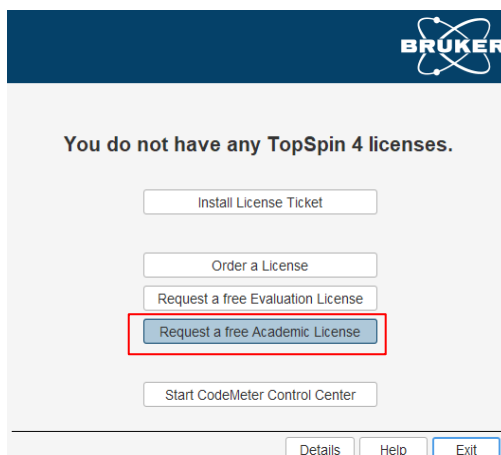 BRUKER
You do not have any TopSpin 4 licenses.
Install License Ticket
Order a License
Request a free Evaluation License
Request a free Academic License
Start CodeMeter Control Center
Details Help Exit